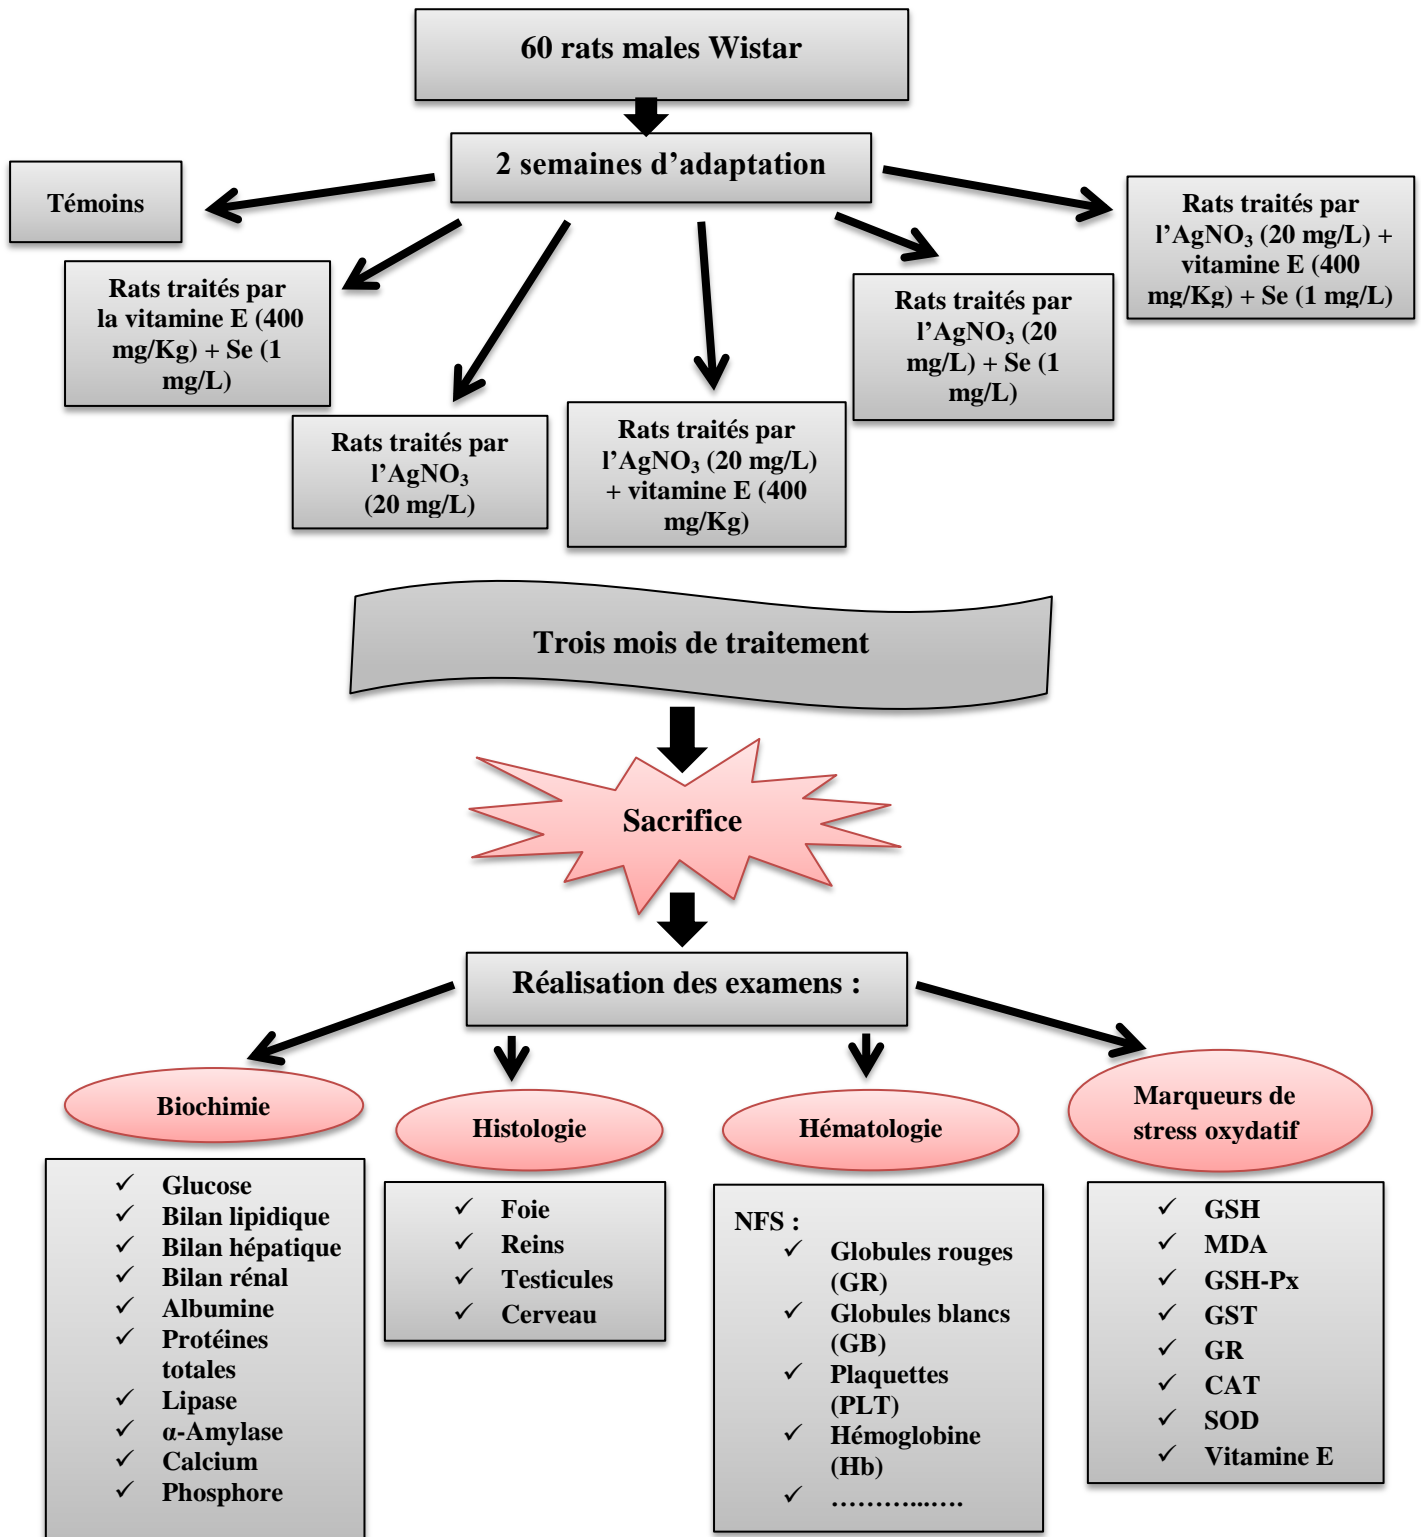 60 rats males Wistar
2 semaines d’adaptation
Témoins
Rats traités par
la vitamine E (400
mg/Kg) + Se (1
mg/L)
Rats traités par
l’AgNO₃
(20 mg/L)
Rats traités par
l’AgNO₃ (20 mg/L)
+ vitamine E (400
mg/Kg)
Rats traités par
l’AgNO₃ (20
mg/L) + Se (1
mg/L)
Rats traités par
l’AgNO₃ (20 mg/L) +
vitamine E (400
mg/Kg) + Se (1 mg/L)
Trois mois de traitement
Sacrifice
Réalisation des examens :
Biochimie
✓ Glucose
✓ Bilan lipidique
✓ Bilan hépatique
✓ Bilan rénal
✓ Albumine
✓ Protéines
totales
✓ Lipase
✓ α-Amylase
✓ Calcium
✓ Phosphore
Histologie
✓ Foie
✓ Reins
✓ Testicules
✓ Cerveau
Hématologie
NFS :
✓ Globules rouges
(GR)
✓ Globules blancs
(GB)
✓ Plaquettes
(PLT)
✓ Hémoglobine
(Hb)
✓ ………...….
Marqueurs de
stress oxydatif
✓ GSH
✓ MDA
✓ GSH-Px
✓ GST
✓ GR
✓ CAT
✓ SOD
✓ Vitamine E